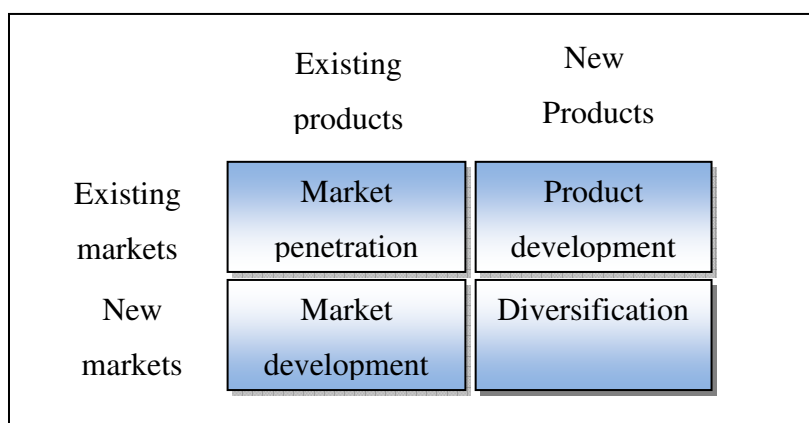 Existing
products
New
Products
Existing
markets
Market
penetration
Product
development
New
markets
Market
development
Diversification